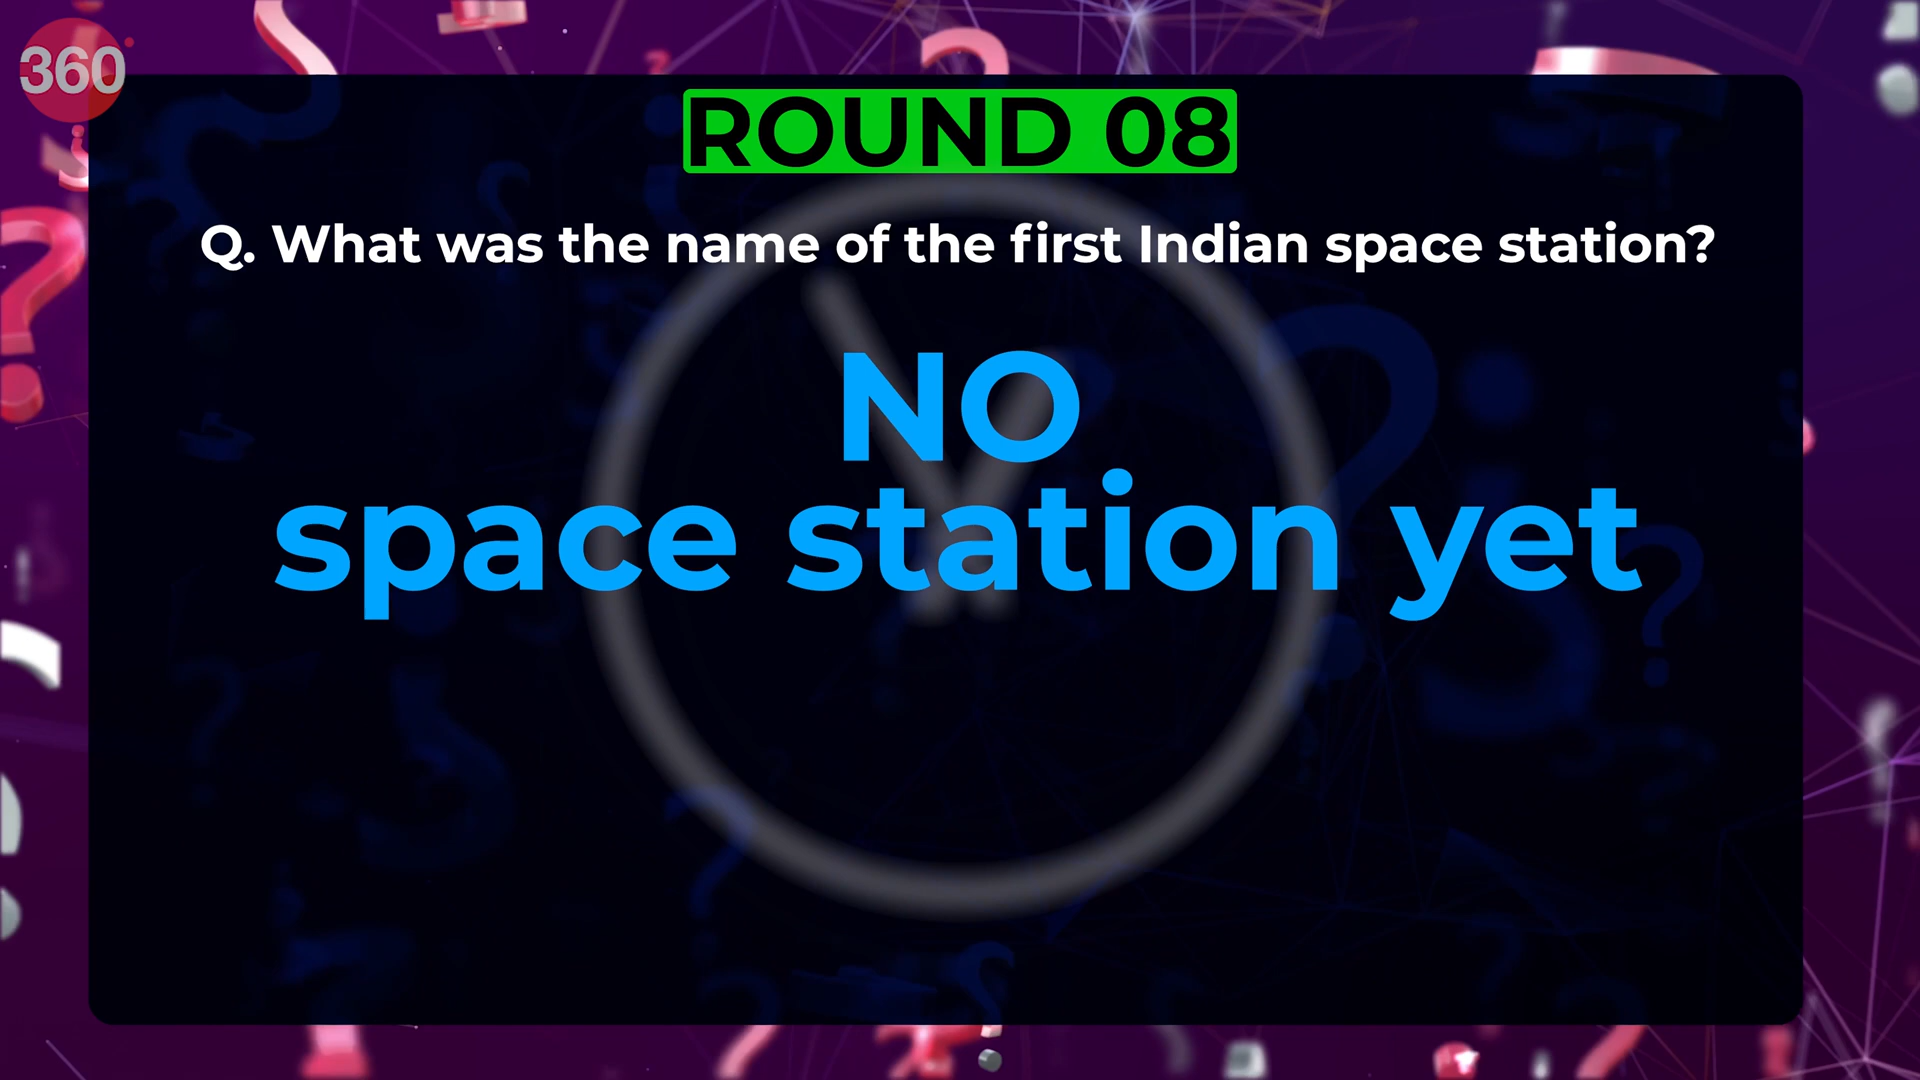 360
ROUND 08
Q. What was the name of the first Indian space station?
NO
space station yet